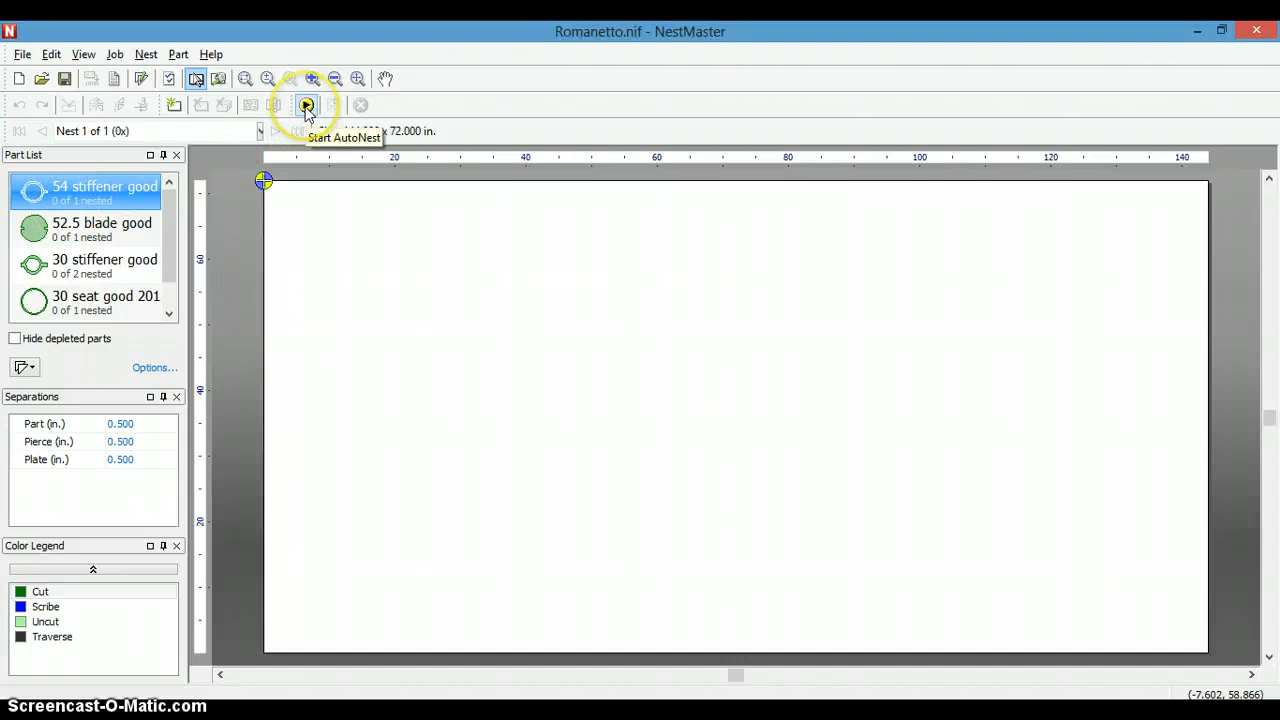 N
Romanetto.nif - NestMaster
File Edit View Job Nest Part Help
Nest 1 of 1 (0x)
x 72.000 in.
Start AutoNest
Part List
20 40 60 80 100 120 140
54 stiffener good
0 of 1 nested
52.5 blade good
0 of 1 nested
30 stiffener good
0 of 2 nested
30 seat good 201
0 of 1 nested
60
40
20
Hide depleted parts
Options...
Separations
Part (in.) 0.500
Pierce (in.) 0.500
Plate (in.) 0.500
Color Legend
Cut
Scribe
Uncut
Traverse
(-7.602, 58.866)
Screencast-O-Matic.com